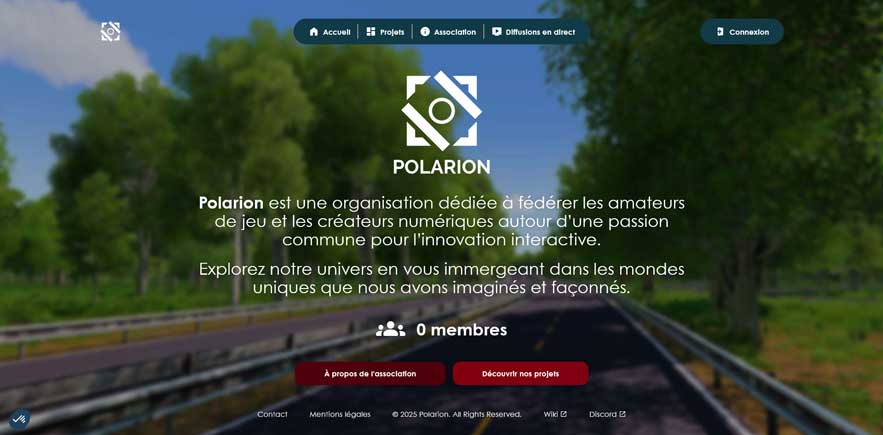 Accueil
Projets
Association
Diffusions en direct
Connexion
POLARION
Polarion est une organisation dédiée à fédérer les amateurs
de jeu et les créateurs numériques autour d'une passion
commune pour l'innovation interactive.
Explorez notre univers en vous immergeant dans les mondes
uniques que nous avons imaginés et façonnés.
0 membres
À propos de l'association
Découvrir nos projets
Contact
Mentions légales
© 2025 Polarion. All Rights Reserved.
Wiki
Discord